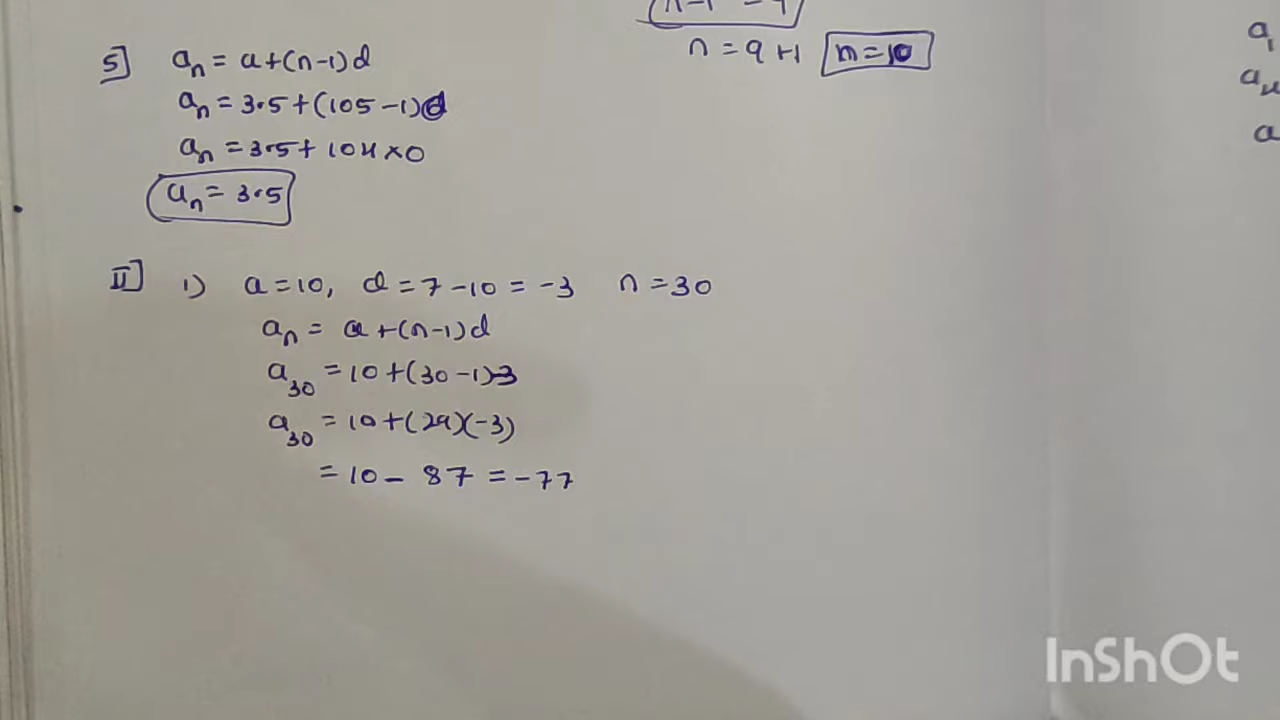 n = 9 +1 n=10
5] an = a+(n-1)d
an = 3.5+(105-1)0
an = 3.5+104×0
an = 3.5
II] 1) a=10, d=7-10=-3 n=30
an = a+(n-1)d
a30 = 10+(30-1)-3
a30 = 10+(29)(-3)
= 10- 87 = -77
a1
a
InShOt